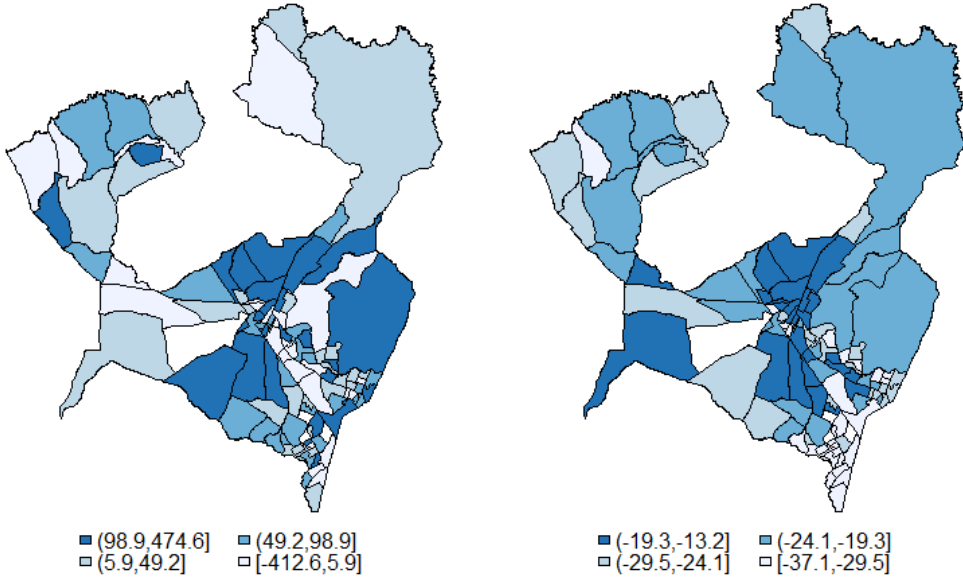 (98.9,474.6] (49.2,98.9]
(5.9,49.2] [-412.6,5.9]
(-19.3,-13.2] (-24.1,-19.3]
(-29.5,-24.1] [-37.1,-29.5]